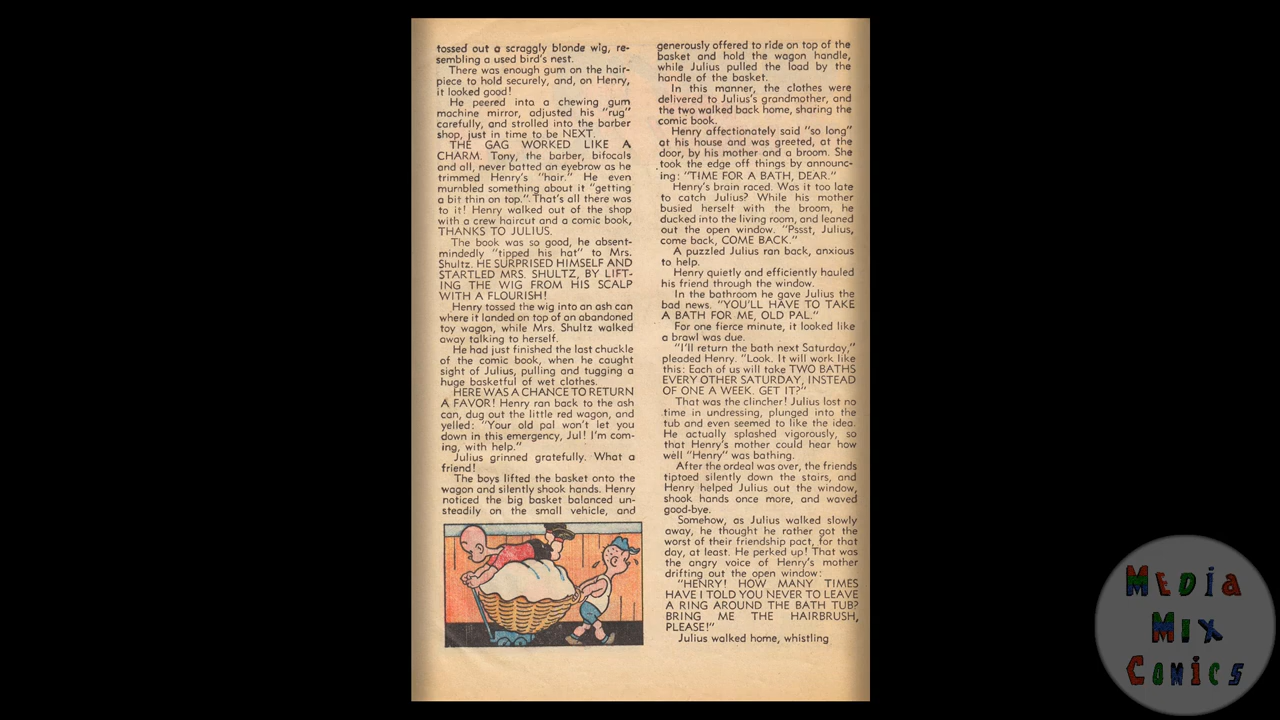 tossed out a scraggly blonde wig, re-
sembling a used bird's nest.
There was enough gum on the hair-
piece to hold securely, and, on Henry,
it looked good!
He peered into a chewing gum
machine mirror, adjusted his "rug"
carefully, and strolled into the barber
shop, just in time to be NEXT.
THE GAG WORKED LIKE A
CHARM. Tony, the barber, bifocals
and all, never batted an eyebrow as he
trimmed Henry's "hair." He even
mumbled something about it "getting
a bit thin on top." That's all there was
to it! Henry walked out of the shop
with a crew haircut and a comic book,
THANKS TO JULIUS.
The book was so good, he absent-
mindedly "tipped his hat" to Mrs.
Shultz. HE SURPRISED HIMSELF AND
STARTLED MRS. SHULTZ, BY LIFT-
ING THE WIG FROM HIS SCALP
WITH A FLOURISH!
Henry tossed the wig into an ash can
where it landed on top of an abandoned
toy wagon, while Mrs. Shultz walked
away talking to herself.
He had just finished the last chuckle
of the comic book, when he caught
sight of Julius, pulling and tugging a
huge basketful of wet clothes.
HERE WAS A CHANCE TO RETURN
A FAVOR! Henry ran back to the ash
can, dug out the little red wagon, and
yelled: "Your old pal won't let you
down in this emergency, Jul! I'm com-
ing, with help."
Julius grinned gratefully. What a
friend!
The boys lifted the basket onto the
wagon and silently shook hands. Henry
noticed the big basket balanced un-
steadily on the small vehicle, and
generously offered to ride on top of the
basket and hold the wagon handle,
while Julius pulled the load by the
handle of the basket.
In this manner, the clothes were
delivered to Julius's grandmother, and
the two walked back home, sharing the
comic book.
Henry affectionately said "so long"
at his house and was greeted, at the
door, by his mother and a broom. She
took the edge off things by announc-
ing: "TIME FOR A BATH, DEAR."
Henry's brain raced. Was it too late
to catch Julius? While his mother
busied herself with the broom, he
ducked into the living room, and leaned
out the open window. "Pssst, Julius,
come back, COME BACK."
A puzzled Julius ran back, anxious
to help.
Henry quietly and efficiently hauled
his friend through the window.
In the bathroom he gave Julius the
bad news. "YOU'LL HAVE TO TAKE
A BATH FOR ME, OLD PAL."
For one fierce minute, it looked like
a brawl was due.
"I'll return the bath next Saturday,"
pleaded Henry. "Look. It will work like
this: Each of us will take TWO BATHS
EVERY OTHER SATURDAY, INSTEAD
OF ONE A WEEK. GET IT?"
That was the clincher! Julius lost no
time in undressing, plunged into the
tub and even seemed to like the idea.
He actually splashed vigorously, so
that Henry's mother could hear how
well "Henry" was bathing.
After the ordeal was over, the friends
tiptoed silently down the stairs, and
Henry helped Julius out the window,
shook hands once more, and waved
good-bye.
Somehow, as Julius walked slowly
away, he thought he rather got the
worst of their friendship pact, for that
day, at least. He perked up! That was
the angry voice of Henry's mother
drifting out the open window:
"HENRY! HOW MANY TIMES
HAVE I TOLD YOU NEVER TO LEAVE
A RING AROUND THE BATH TUB?
BRING ME THE HAIRBRUSH,
PLEASE!"
Julius walked home, whistling
MEDIA
MIX
COMICS